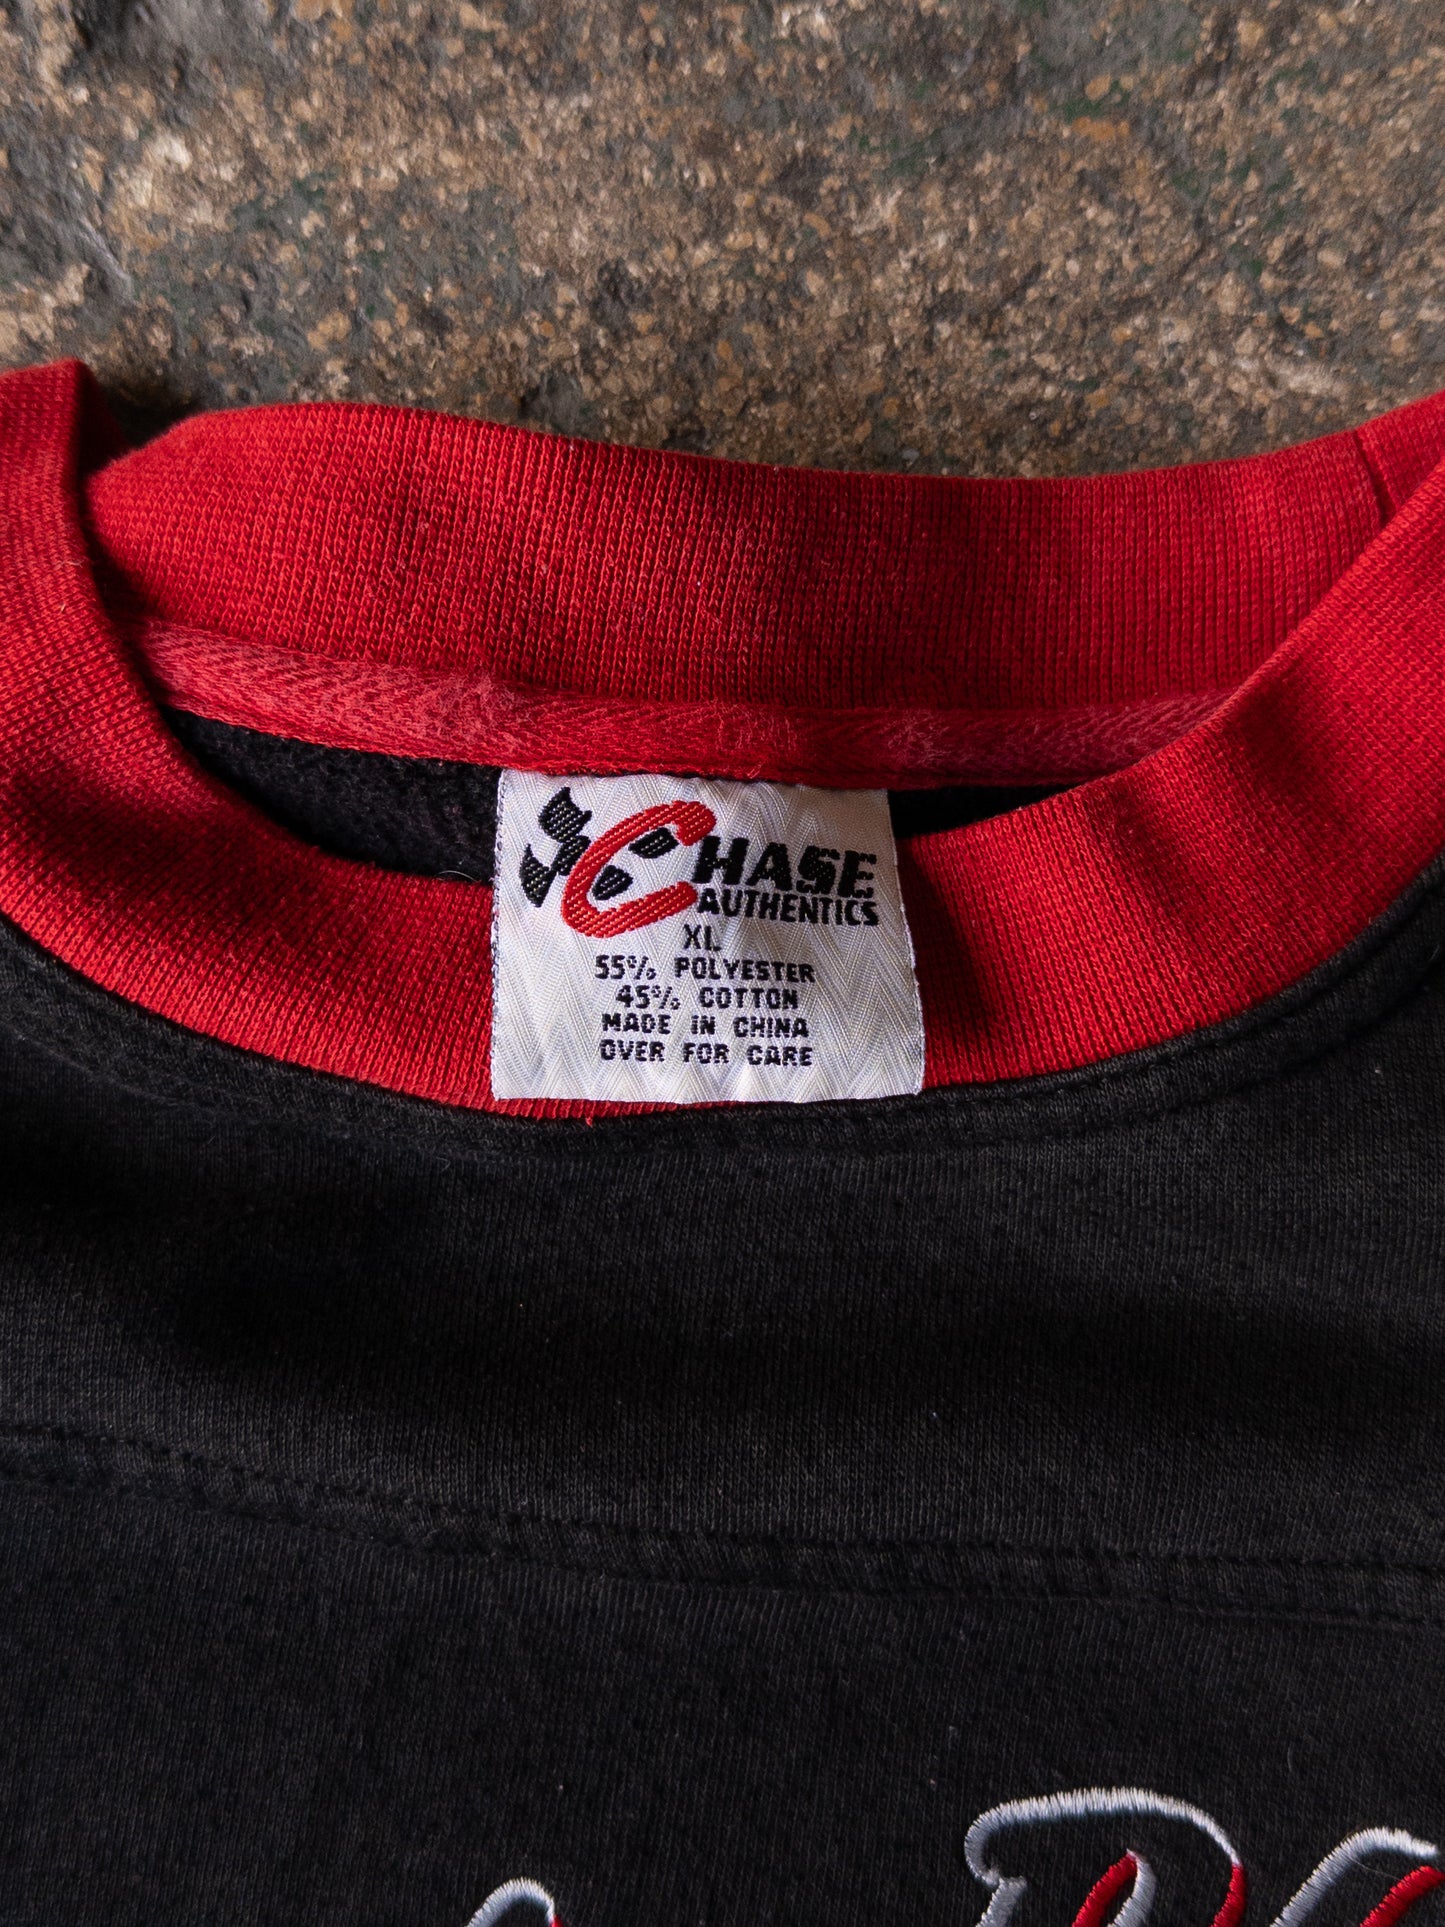 CHASE
AUTHENTICS
XL
55% POLYESTER
45% COTTON
MADE IN CHINA
OVER FOR CARE